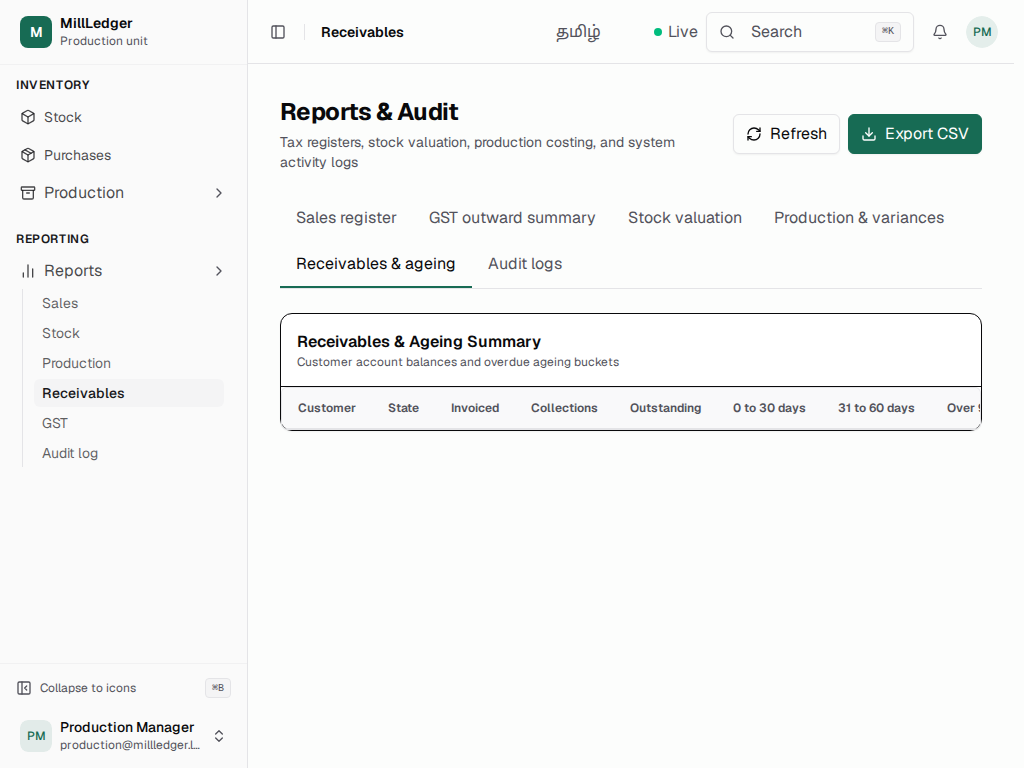 M
MillLedger
Production unit
INVENTORY
Stock
Purchases
Production
REPORTING
Reports
Sales
Stock
Production
Receivables
GST
Audit log
Collapse to icons
⌘B
PM
Production Manager
production@millledger.l...
Receivables
தமிழ்
Live
Search
⌘K
PM
Reports & Audit
Tax registers, stock valuation, production costing, and system
activity logs
Refresh
Export CSV
Sales register
GST outward summary
Stock valuation
Production & variances
Receivables & ageing
Audit logs
Receivables & Ageing Summary
Customer account balances and overdue ageing buckets
Customer State Invoiced Collections Outstanding 0 to 30 days 31 to 60 days Over